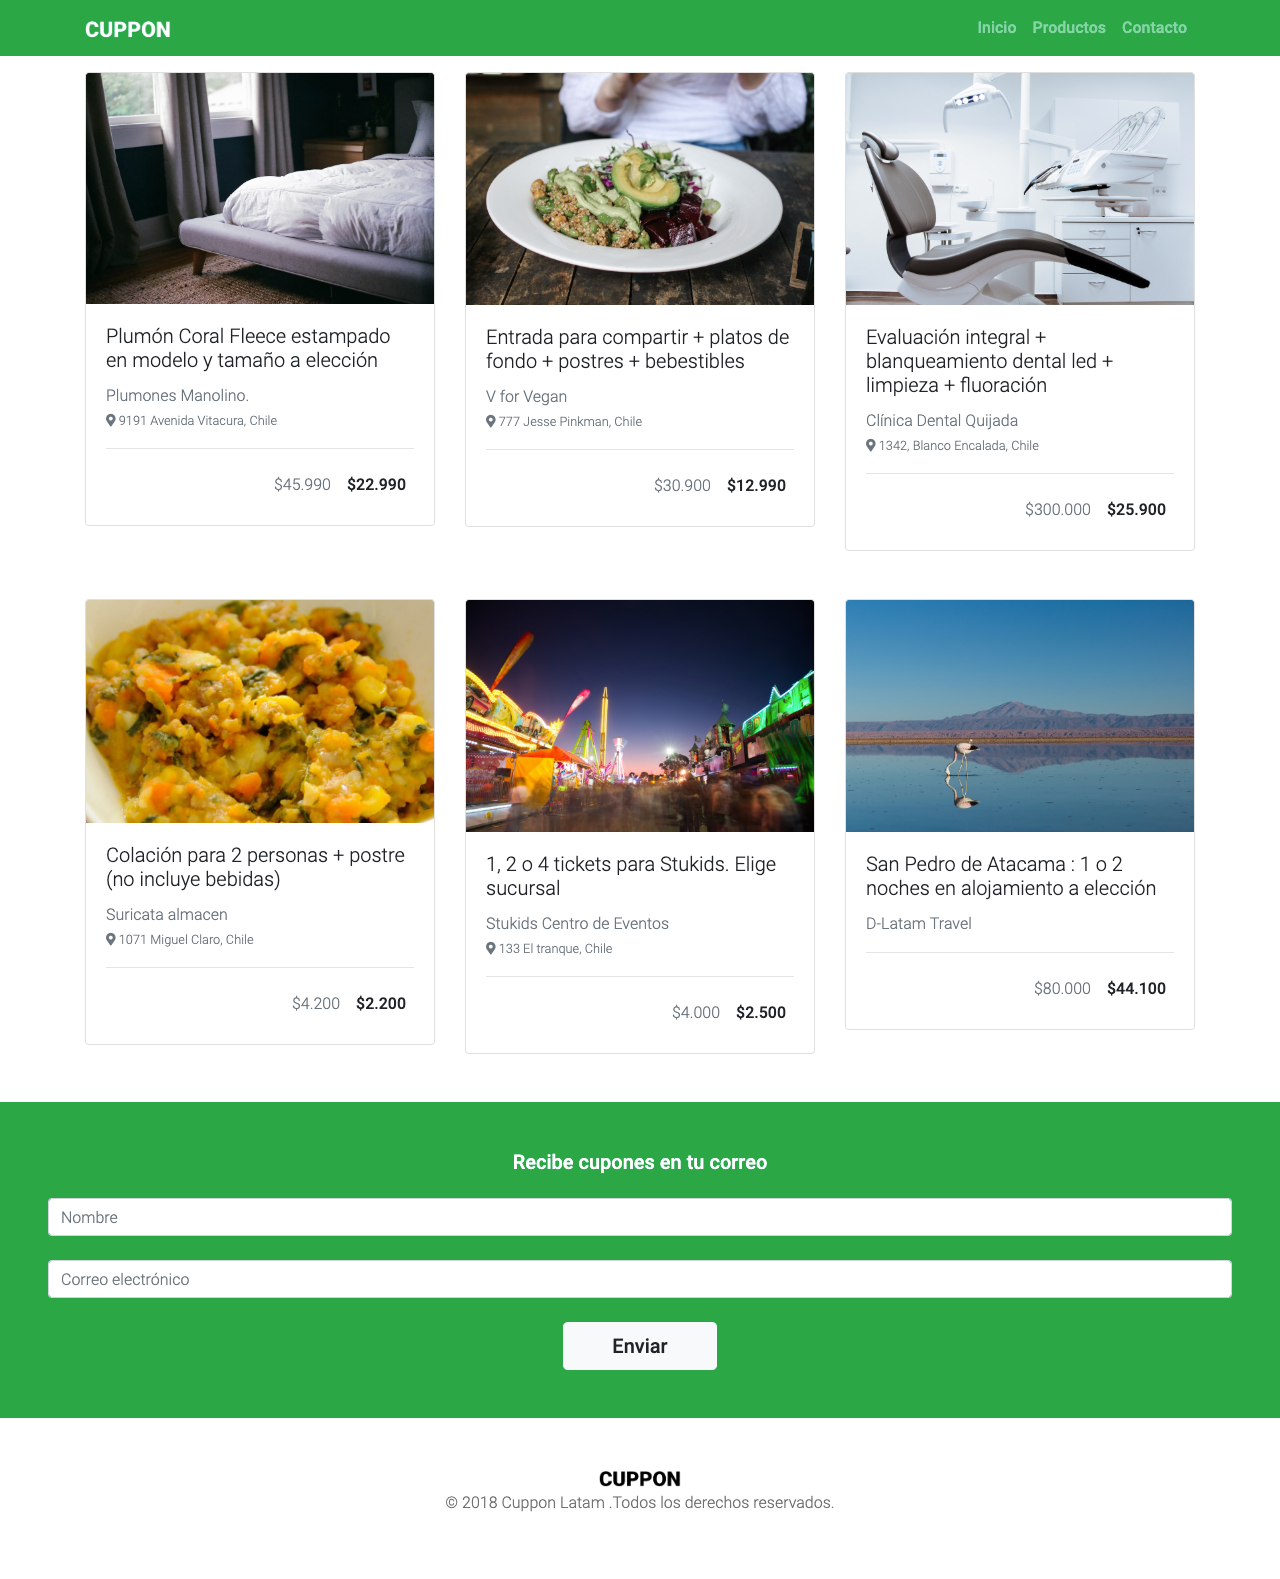 CUPPON
Inicio Productos Contacto
Plumón Coral Fleece estampado
en modelo y tamaño a elección
Plumones Manolino.
9191 Avenida Vitacura, Chile
$45.990 $22.990
Entrada para compartir + platos de
fondo + postres + bebestibles
V for Vegan
777 Jesse Pinkman, Chile
$30.900 $12.990
Evaluación integral +
blanqueamiento dental led +
limpieza + fluoración
Clínica Dental Quijada
1342, Blanco Encalada, Chile
$300.000 $25.900
Colación para 2 personas + postre
(no incluye bebidas)
Suricata almacen
1071 Miguel Claro, Chile
$4.200 $2.200
1, 2 o 4 tickets para Stukids. Elige
sucursal
Stukids Centro de Eventos
133 El tranque, Chile
$4.000 $2.500
San Pedro de Atacama : 1 o 2
noches en alojamiento a elección
D-Latam Travel
$80.000 $44.100
Recibe cupones en tu correo
Nombre
Correo electrónico
Enviar
CUPPON
© 2018 Cuppon Latam .Todos los derechos reservados.